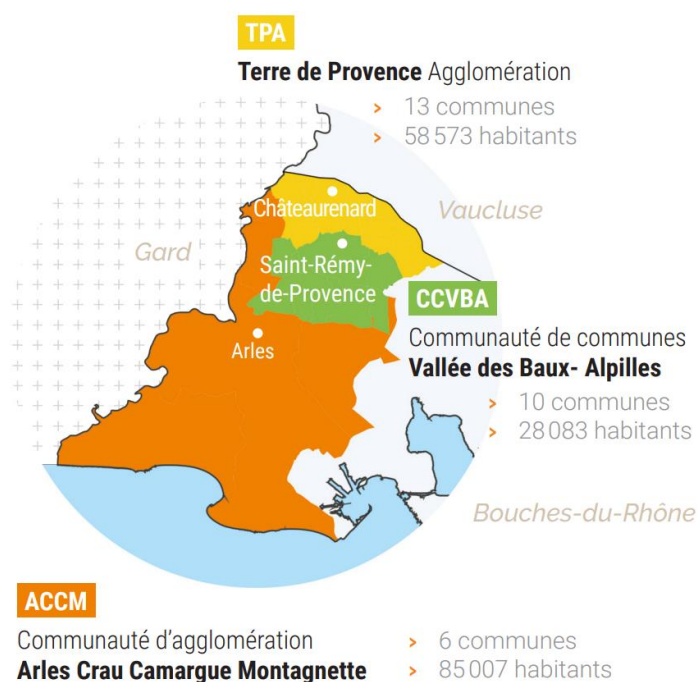 TPA
Terre de Provence Agglomération
> 13 communes
> 58 573 habitants
Châteaurenard
Vaucluse
Gard
Saint-Rémy-
de-Provence
CCVBA
Arles
Communauté de communes
Vallée des Baux- Alpilles
> 10 communes
> 28 083 habitants
Bouches-du-Rhône
ACCM
Communauté d'agglomération
Arles Crau Camargue Montagnette
> 6 communes
> 85 007 habitants